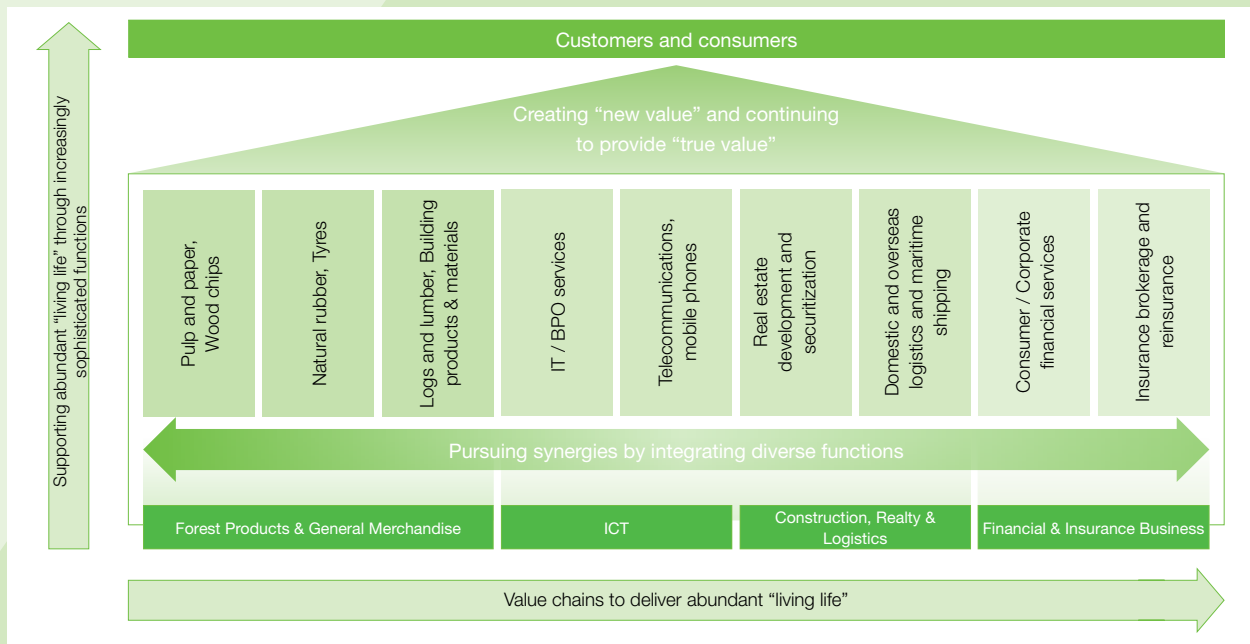 Customers and consumers
Creating “new value” and continuing
to provide “true value”
Supporting abundant “living life” through increasingly
sophisticated functions
Pulp and paper,
Wood chips
Natural rubber, Tyres
Logs and lumber, Building
products & materials
IT / BPO services
Telecommunications,
mobile phones
Real estate
development and
securitization
Domestic and overseas
logistics and maritime
shipping
Consumer / Corporate
financial services
Insurance brokerage and
reinsurance
Pursuing synergies by integrating diverse functions
Forest Products & General Merchandise
ICT
Construction, Realty &
Logistics
Financial & Insurance Business
Value chains to deliver abundant “living life”